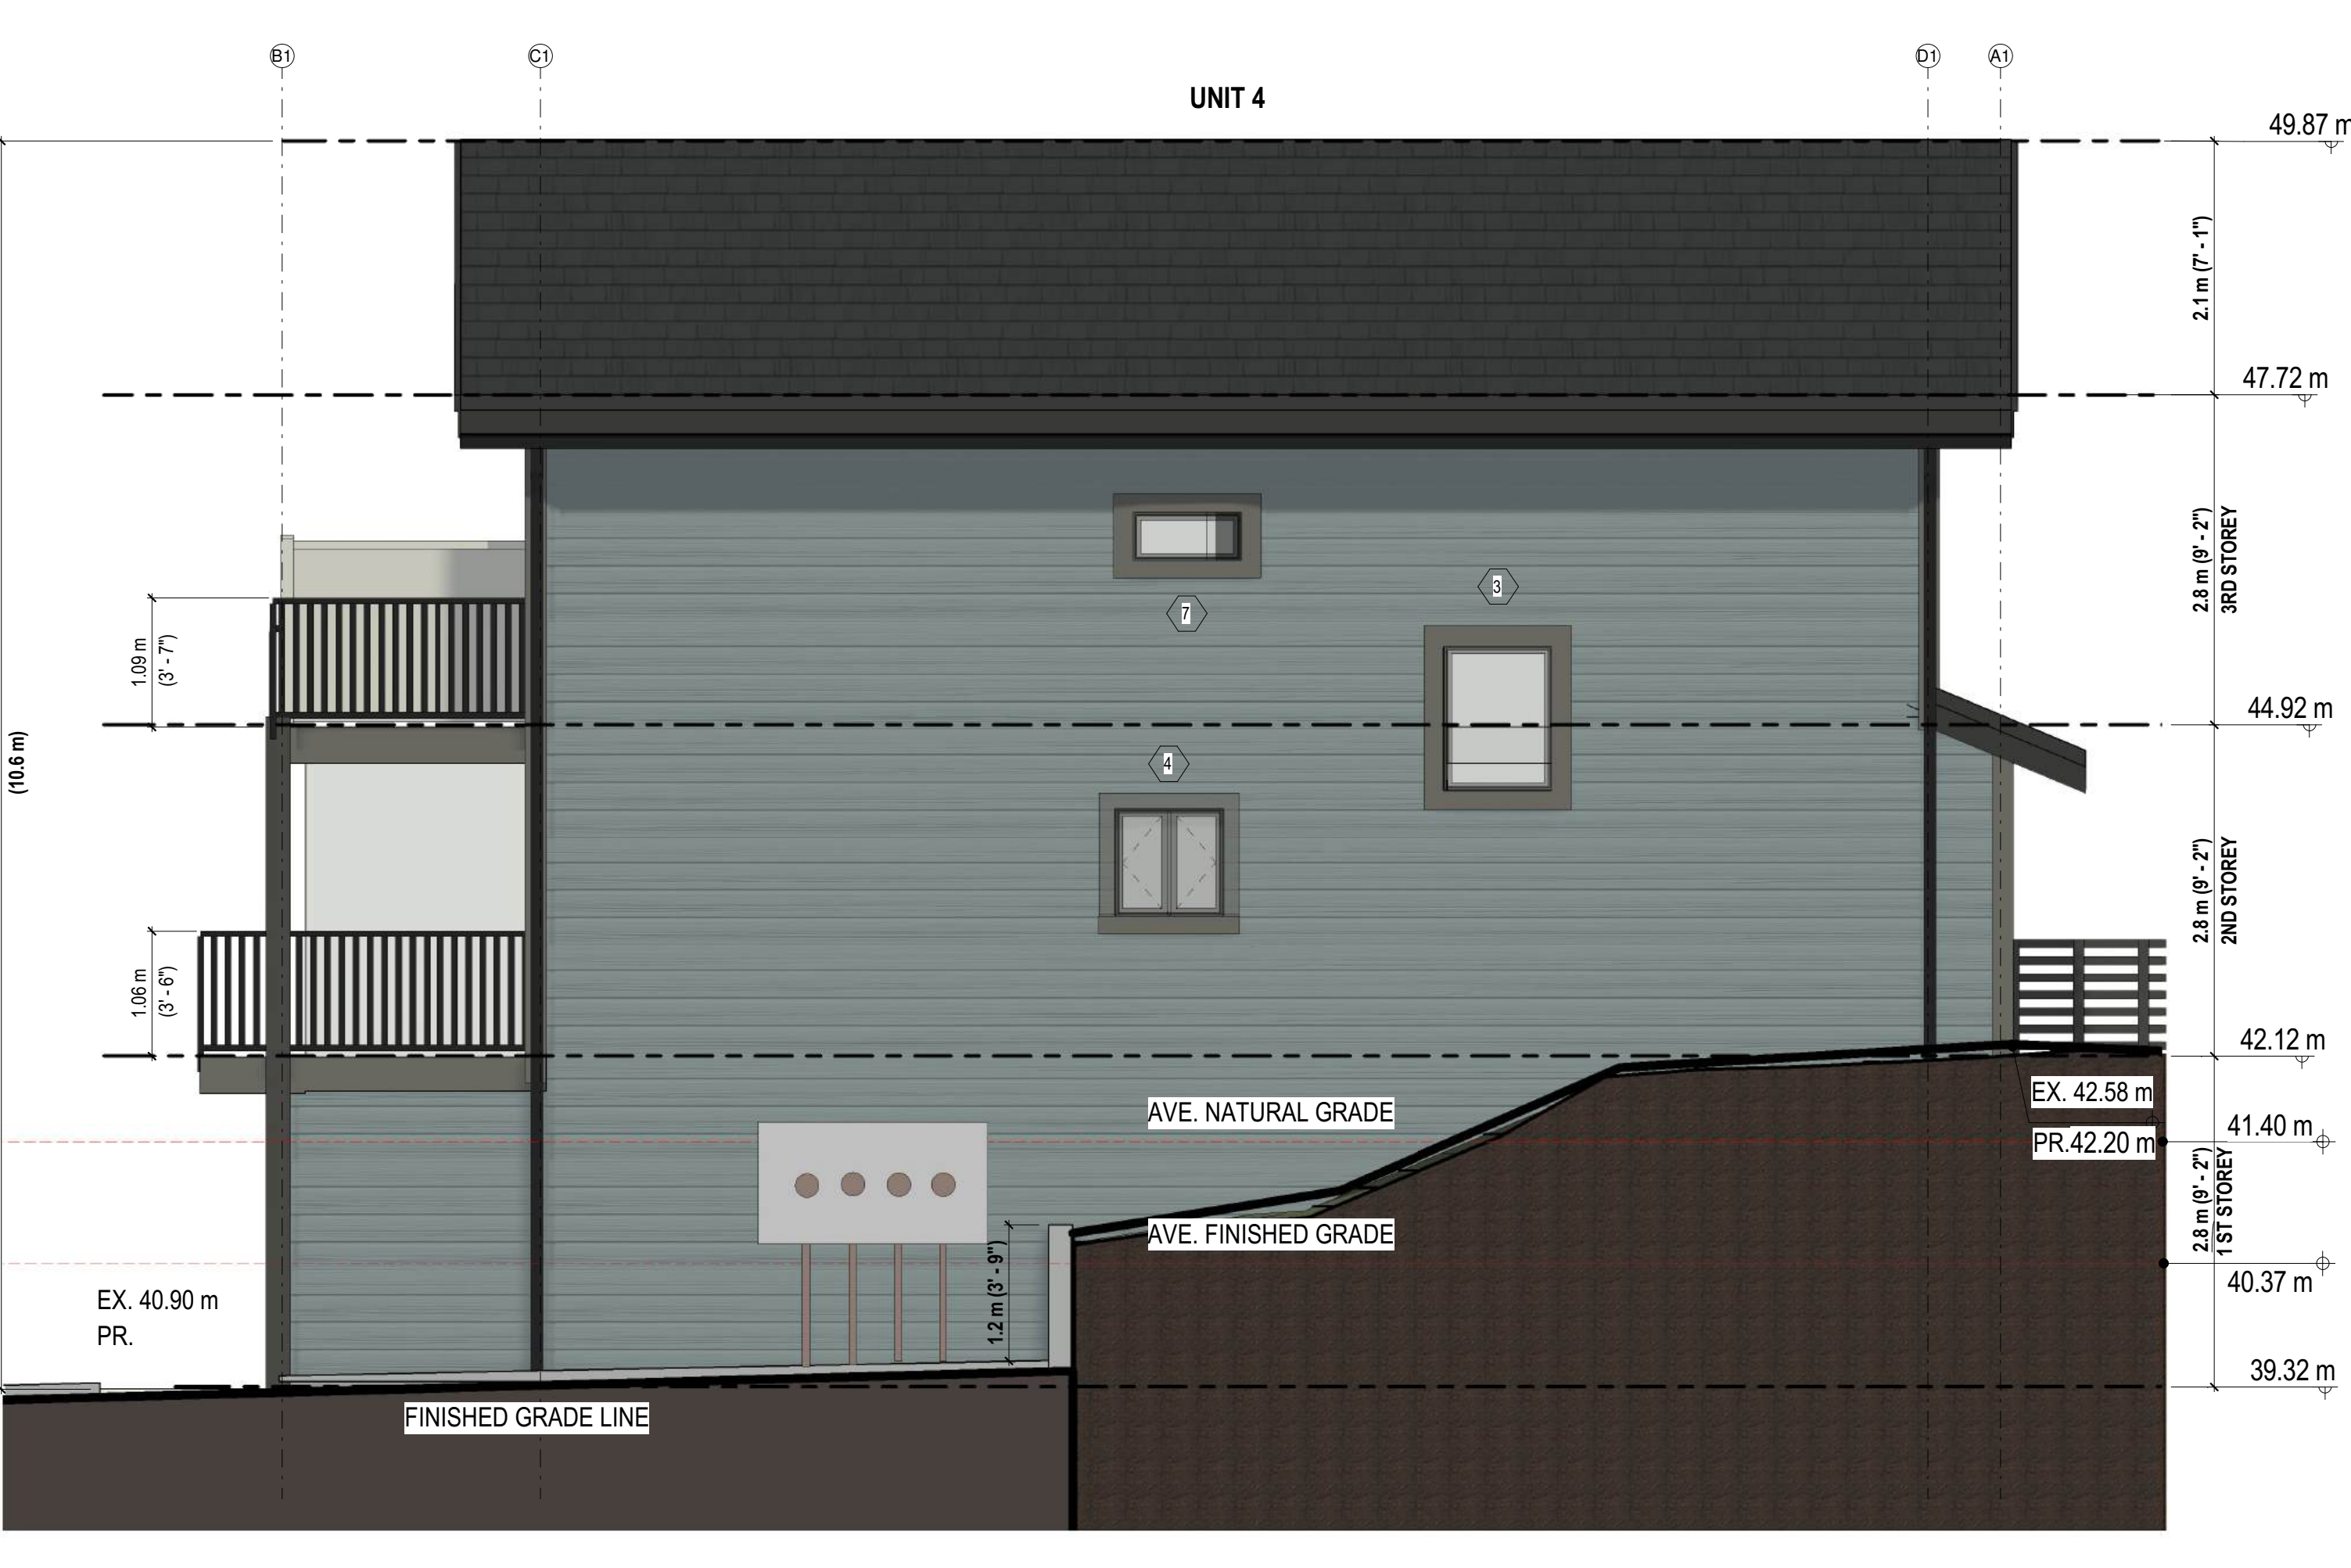 B1
C1
D1
A1
UNIT 4
49.87 m
2.1 m (7' - 1")
47.72 m
2.8 m (9' - 2")
3RD STOREY
3
7
1.09 m
(3' - 7")
44.92 m
(10.6 m)
4
2.8 m (9' - 2")
2ND STOREY
1.06 m
(3' - 6")
42.12 m
EX. 42.58 m
AVE. NATURAL GRADE
41.40 m
PR.42.20 m
2.8 m (9' - 2")
1 ST STOREY
AVE. FINISHED GRADE
1.2 m (3' - 9")
40.37 m
EX. 40.90 m
PR.
39.32 m
FINISHED GRADE LINE